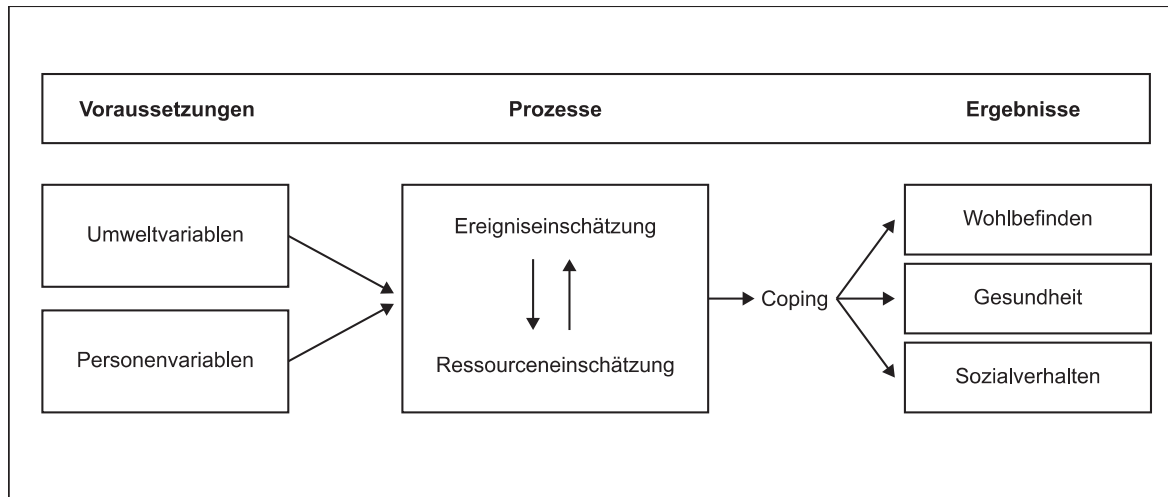 Voraussetzungen Prozesse Ergebnisse
Umweltvariablen
Personenvariablen
Ereigniseinschätzung
Ressourceneinschätzung
Coping
Wohlbefinden
Gesundheit
Sozialverhalten